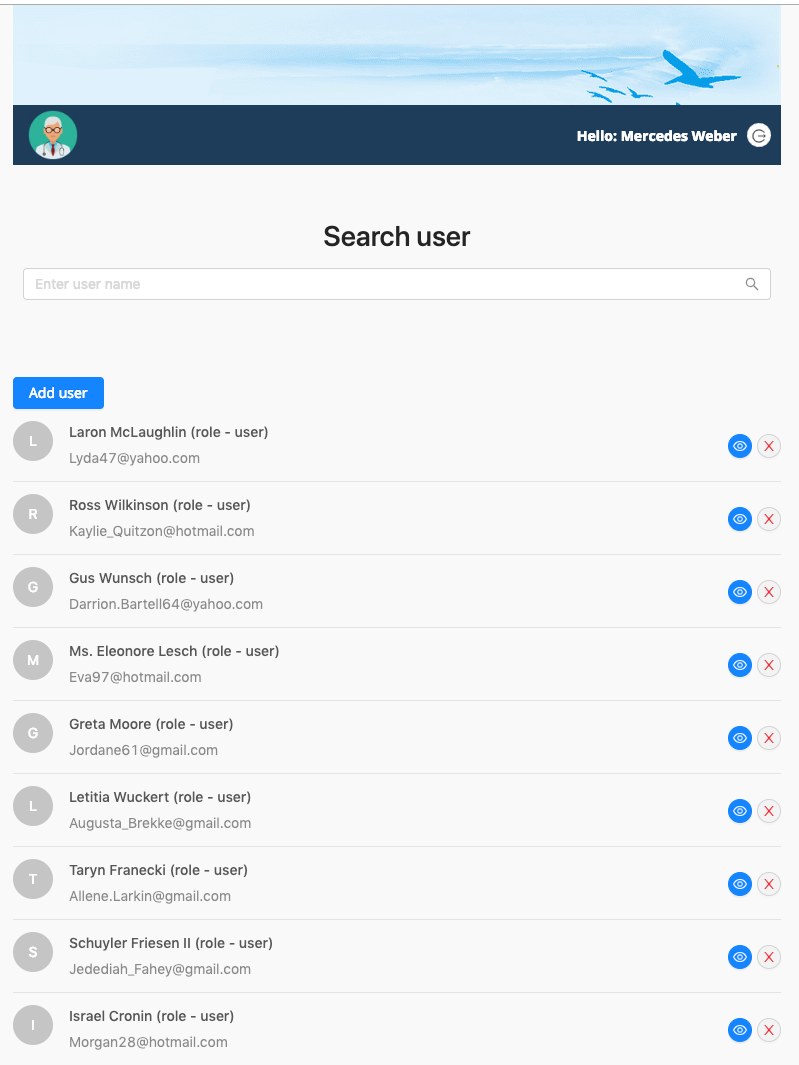 Hello: Mercedes Weber
Search user
Enter user name
Add user
L
Laron McLaughlin (role - user)
Lyda47@yahoo.com
R
Ross Wilkinson (role - user)
Kaylie_Quitzon@hotmail.com
G
Gus Wunsch (role - user)
Darrion.Bartell64@yahoo.com
M
Ms. Eleonore Lesch (role - user)
Eva97@hotmail.com
G
Greta Moore (role - user)
Jordane61@gmail.com
L
Letitia Wuckert (role - user)
Augusta_Brekke@gmail.com
T
Taryn Franecki (role - user)
Allene.Larkin@gmail.com
S
Schuyler Friesen II (role - user)
Jedediah_Fahey@gmail.com
I
Israel Cronin (role - user)
Morgan28@hotmail.com